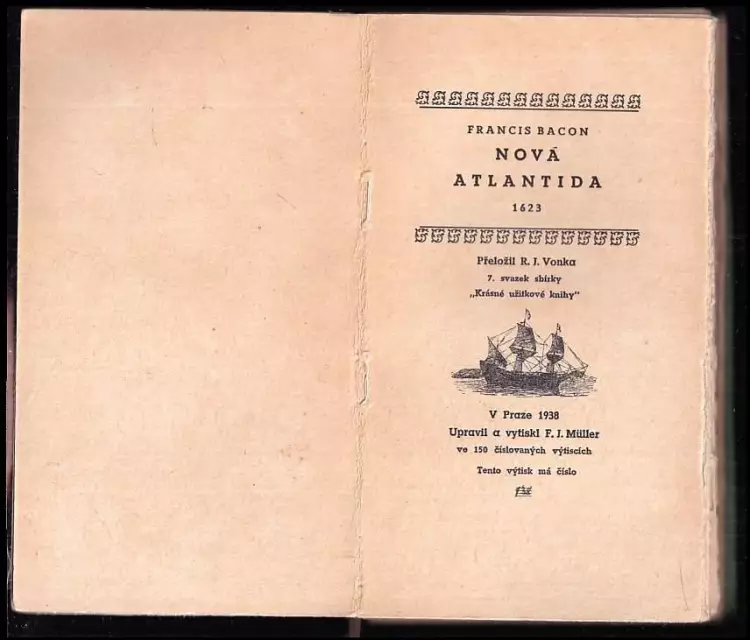 FRANCIS BACON
NOVÁ
ATLANTIDA
1623
Přeložil R. J. Vonka
7. svazek sbírky
„Krásné užitkové knihy“
V Praze 1938
Upravil a vytiskl F. J. Müller
ve 150 číslovaných výtiscích
Tento výtisk má číslo